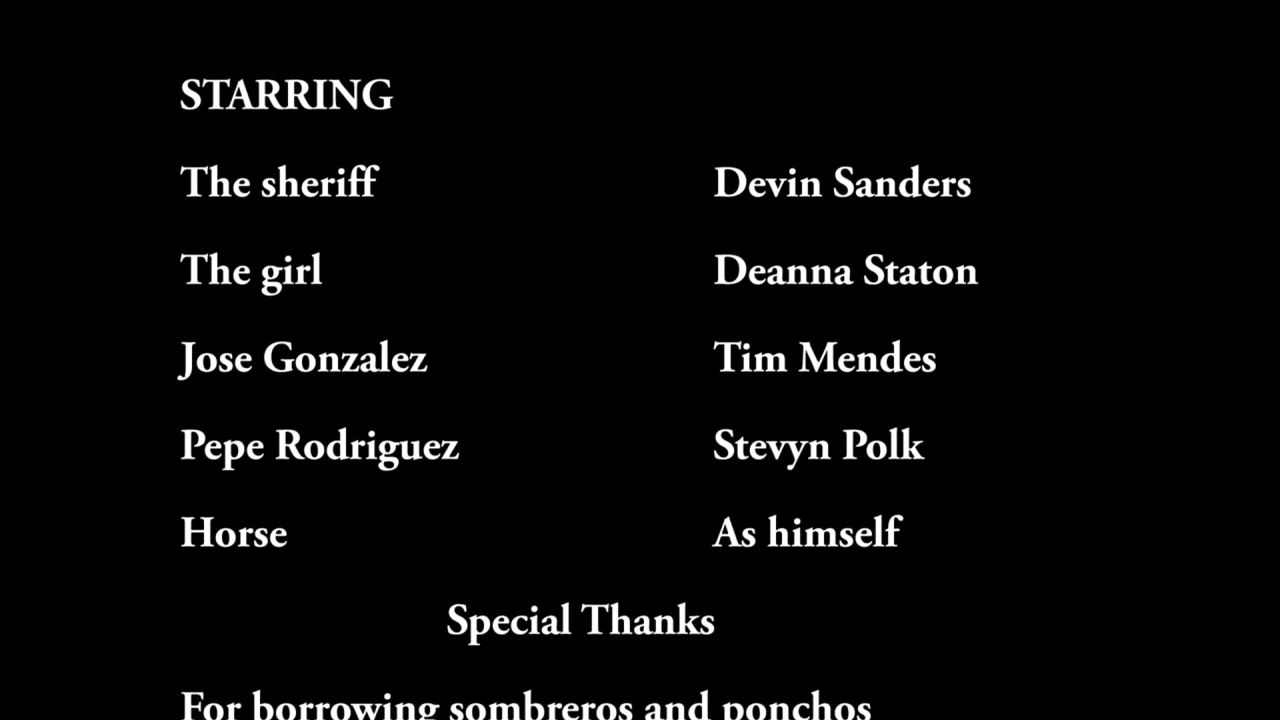 STARRING
The sheriff Devin Sanders
The girl Deanna Staton
Jose Gonzalez Tim Mendes
Pepe Rodriguez Stevyn Polk
Horse As himself
Special Thanks
For borrowing sombreros and ponchos